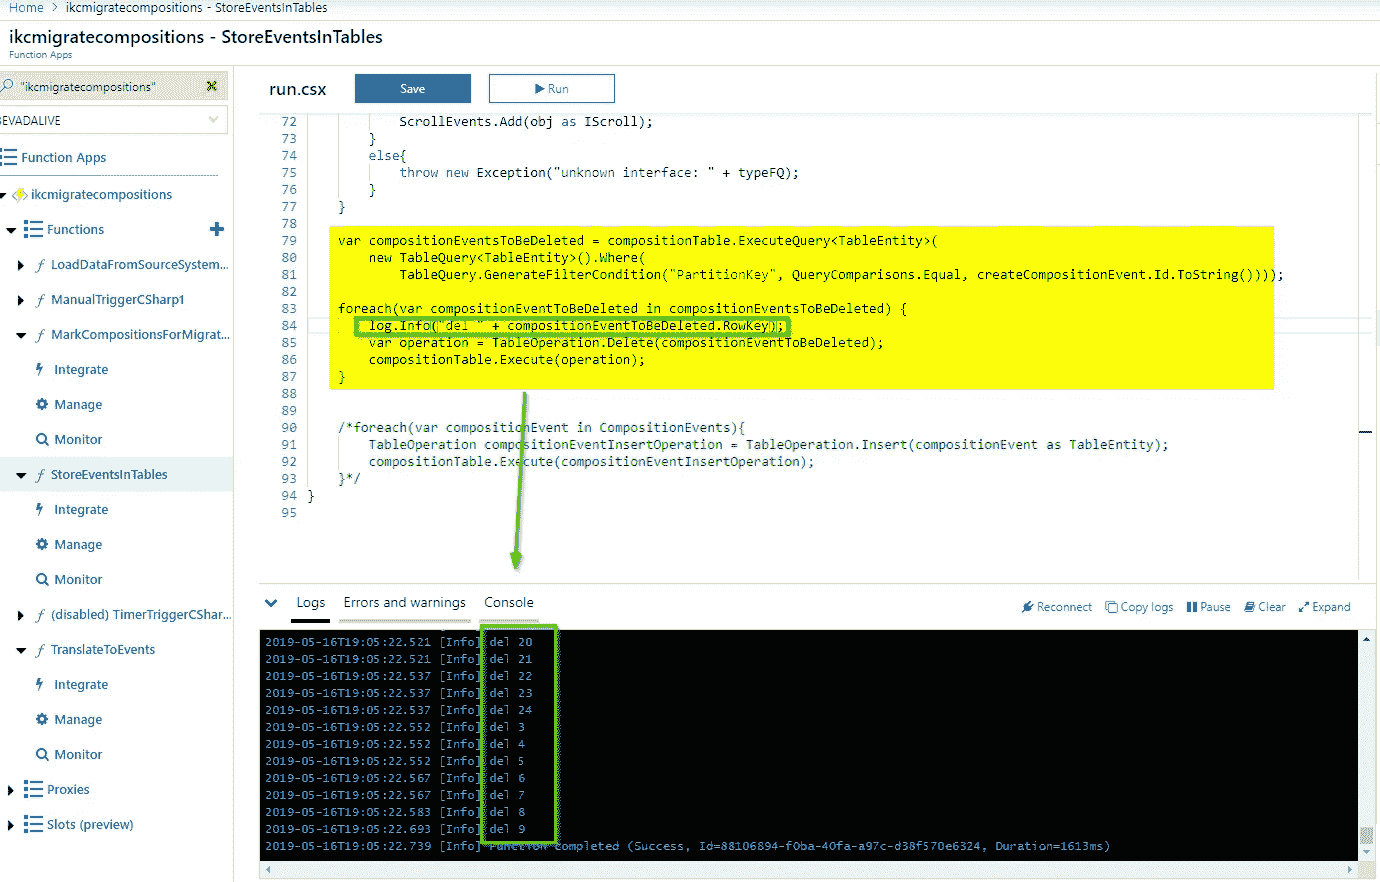 Home > ikcmigratecompositions - StoreEventsInTables
ikcmigratecompositions - StoreEventsInTables
Function Apps
"ikcmigratecompositions"
BEVADALIVE
Function Apps
ikcmigratecompositions
Functions
LoadDataFromSourceSystem...
ManualTriggerCSharp1
MarkCompositionsForMigrat...
Integrate
Manage
Monitor
StoreEventsInTables
Integrate
Manage
Monitor
(disabled) TimerTriggerCShar...
TranslateToEvents
Integrate
Manage
Monitor
Proxies
Slots (preview)
run.csx
Save
Run
72 ScrollEvents.Add(obj as IScroll);
73 }
74 else{
75 throw new Exception("unknown interface: " + typeFQ);
76 }
77 }
78
79 var compositionEventsToBeDeleted = compositionTable.ExecuteQuery<TableEntity>(
80 new TableQuery<TableEntity>().Where(
81 TableQuery.GenerateFilterCondition("PartitionKey", QueryComparisons.Equal, createCompositionEvent.Id.ToString())));
82
83 foreach(var compositionEventToBeDeleted in compositionEventsToBeDeleted) {
84 log.Info("del " + compositionEventToBeDeleted.RowKey);
85 var operation = TableOperation.Delete(compositionEventToBeDeleted);
86 compositionTable.Execute(operation);
87 }
88
89
90 /*foreach(var compositionEvent in CompositionEvents){
91 TableOperation compositionEventInsertOperation = TableOperation.Insert(compositionEvent as TableEntity);
92 compositionTable.Execute(compositionEventInsertOperation);
93 }*/
94 }
95
Logs Errors and warnings Console
Reconnect Copy logs Pause Clear Expand
2019-05-16T19:05:22.521 [Info] del 20
2019-05-16T19:05:22.521 [Info] del 21
2019-05-16T19:05:22.537 [Info] del 22
2019-05-16T19:05:22.537 [Info] del 23
2019-05-16T19:05:22.537 [Info] del 24
2019-05-16T19:05:22.552 [Info] del 3
2019-05-16T19:05:22.552 [Info] del 4
2019-05-16T19:05:22.552 [Info] del 5
2019-05-16T19:05:22.567 [Info] del 6
2019-05-16T19:05:22.567 [Info] del 7
2019-05-16T19:05:22.583 [Info] del 8
2019-05-16T19:05:22.693 [Info] del 9
2019-05-16T19:05:22.739 [Info] Function completed (Success, Id=88106894-f0ba-40fa-a97c-d38f570e6324, Duration=1613ms)